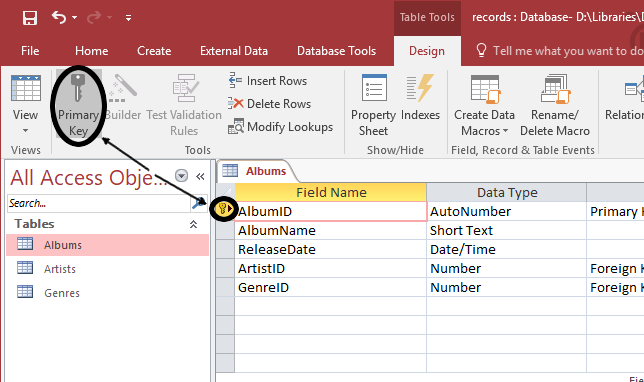 Table Tools
records : Database- D:\Libraries\D
File Home Create External Data Database Tools Design Tell me what you want to do
View
Primary Key
Builder
Test Validation Rules
Insert Rows
Delete Rows
Modify Lookups
Property Sheet
Indexes
Create Data Macros
Rename/ Delete Macro
Relation
Views Tools Show/Hide Field, Record & Table Events
All Access Obje...
Search...
Tables
Albums
Artists
Genres
Albums
Field Name Data Type
AlbumID AutoNumber Primary K
AlbumName Short Text
ReleaseDate Date/Time
ArtistID Number Foreign K
GenreID Number Foreign K